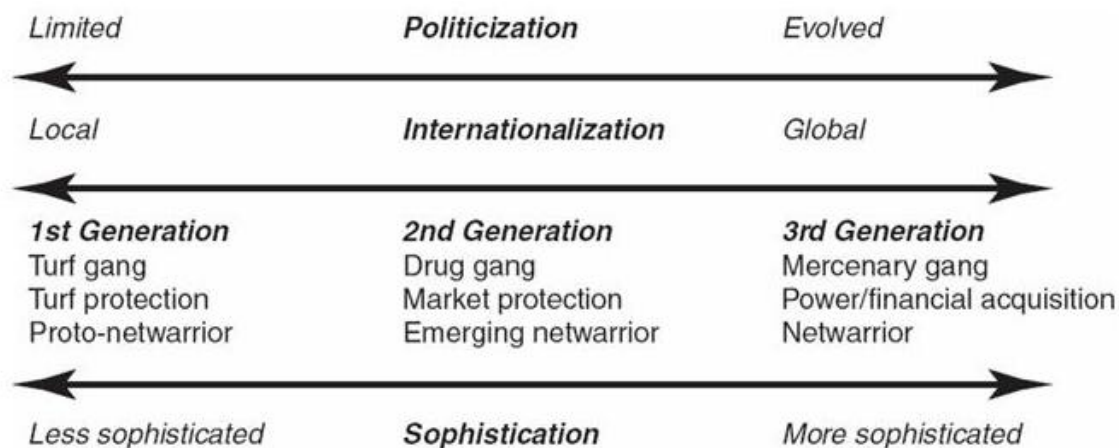 Limited Politicization Evolved
Local Internationalization Global
1st Generation 2nd Generation 3rd Generation
Turf gang Drug gang Mercenary gang
Turf protection Market protection Power/financial acquisition
Proto-netwarrior Emerging netwarrior Netwarrior
Less sophisticated Sophistication More sophisticated